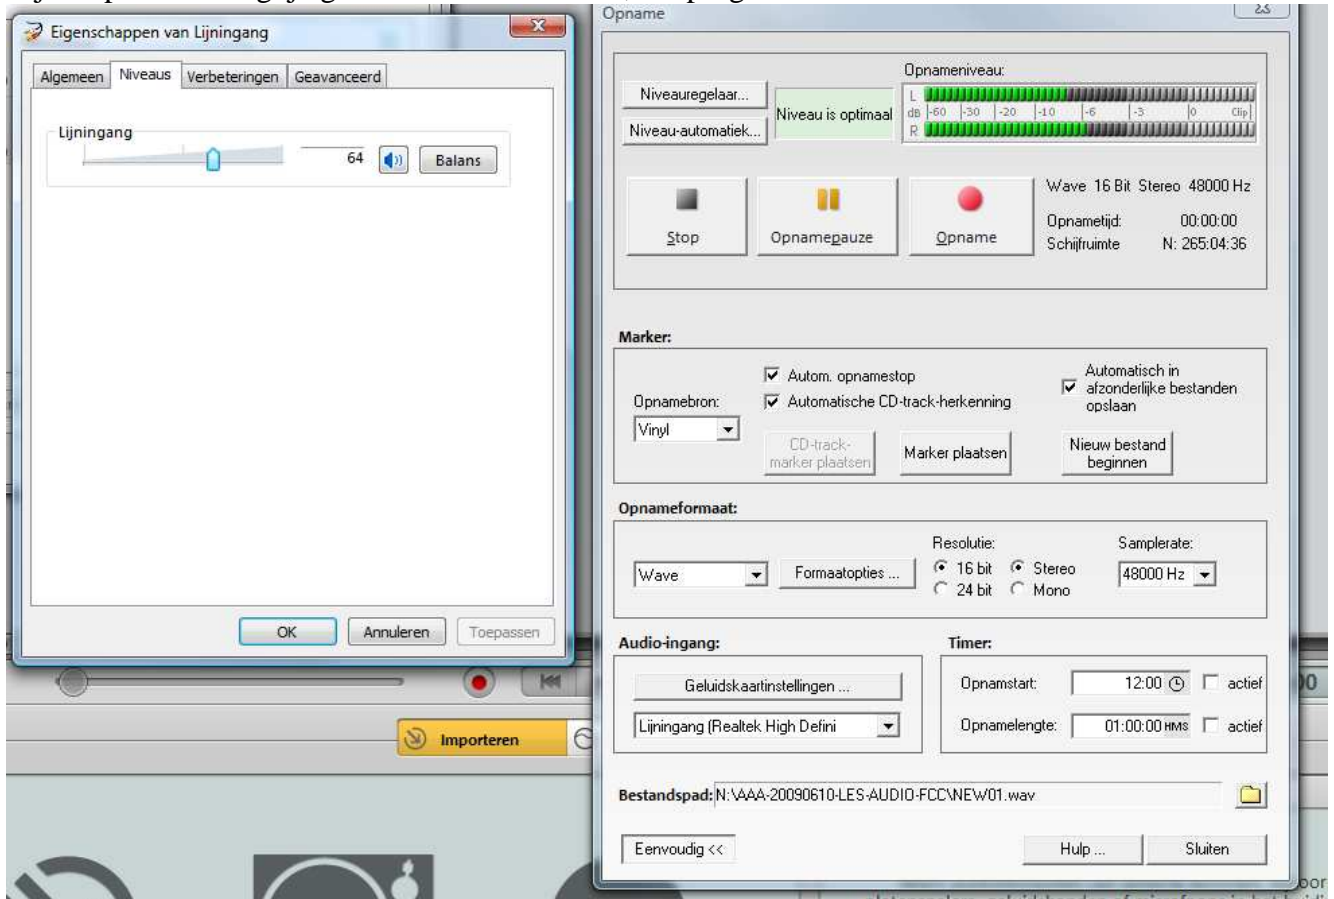 Eigenschappen van Lijningang
Algemeen Niveaus Verbeteringen Geavanceerd
Lijningang
64 Balans
OK Annuleren Toepassen
Importeren
Opname
Opnameniveau:
Niveauregelaar...
Niveau is optimaal
Niveau-automatiek...
L
dB -60 -30 -20 -10 -6 -3 0 Clip
R
Wave 16 Bit Stereo 48000 Hz
Stop Opnamepauze Opname
Opnametijd: 00:00:00
Schijfruimte N: 265:04:36
Marker:
Opnamebron:
Vinyl
Autom. opnamestop
Automatische CD-track-herkenning
Automatisch in
afzonderlijke bestanden
opslaan
CD-track-
marker plaatsen
Marker plaatsen
Nieuw bestand
beginnen
Opnameformaat:
Resolutie: Samplerate:
Wave Formaatopties ... 16 bit Stereo 48000 Hz
24 bit Mono
Audio-ingang:
Geluidskaartinstellingen ...
Lijningang (Realtek High Defini
Timer:
Opnamstart: 12:00 actief
Opnamelengte: 01:00:00 HMS actief
Bestandspad: N:\AAA-20090610-LES-AUDIO-FCC\NEW01.wav
Eenvoudig << Hulp ... Sluiten